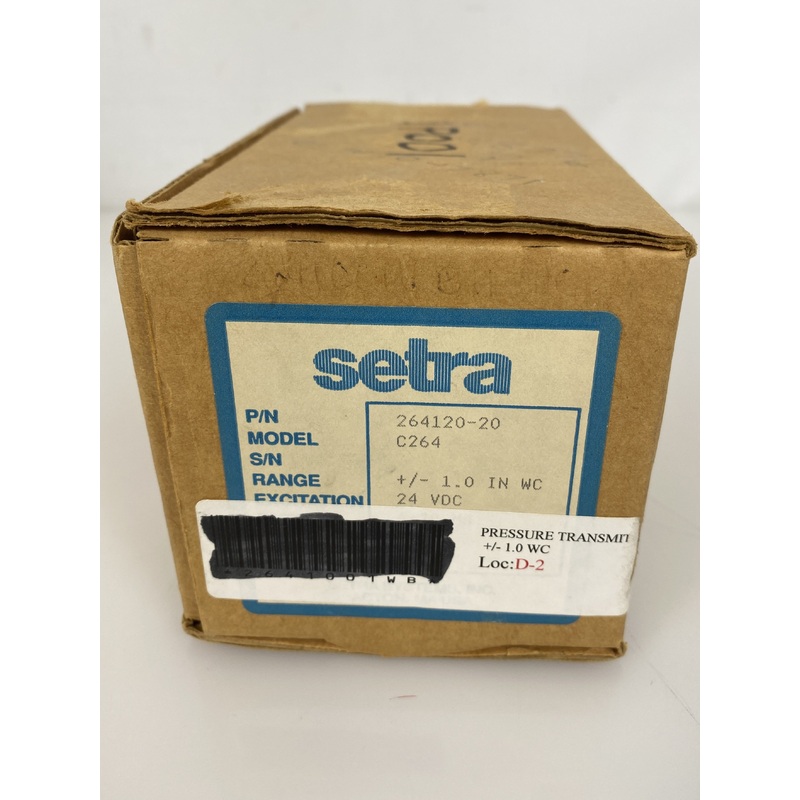 setra
P/N 264120-20
MODEL C264
S/N
RANGE +/- 1.0 IN WC
EXCITATION 24 VDC
PRESSURE TRANSMIT
+/- 1.0 WC
Loc:D-2